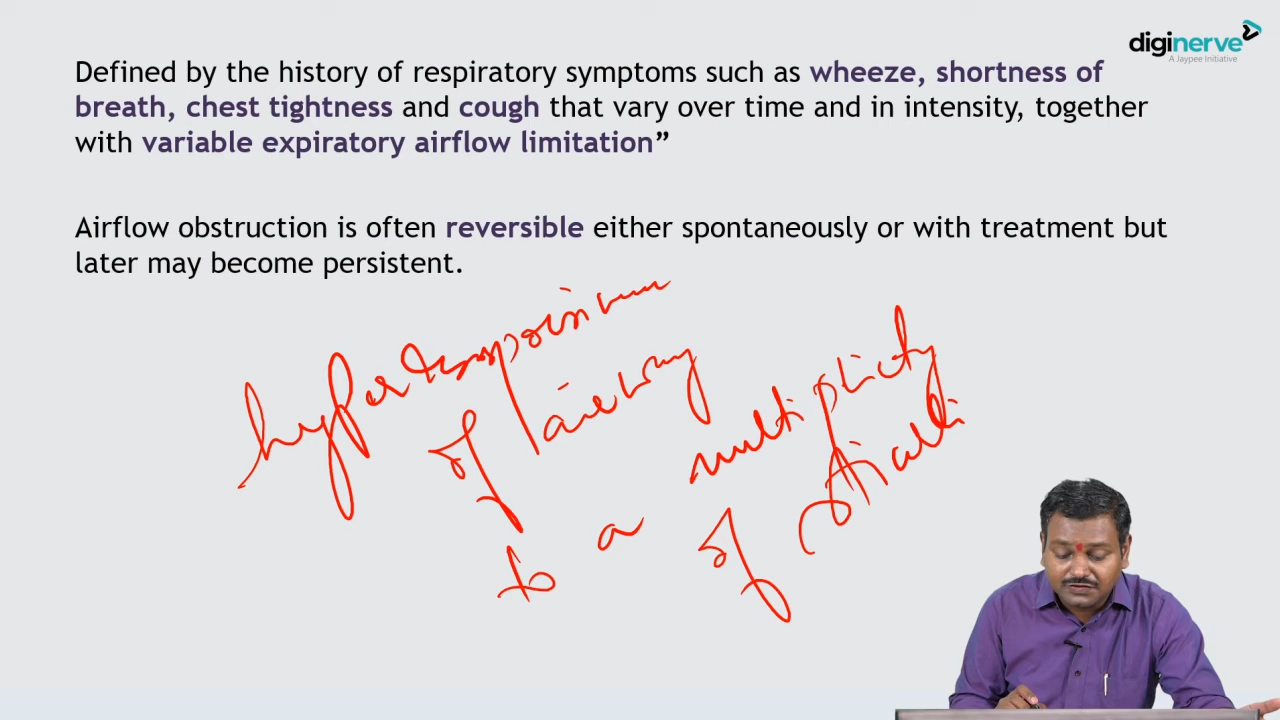 diginerve
A Jaypee Initiative
Defined by the history of respiratory symptoms such as wheeze, shortness of
breath, chest tightness and cough that vary over time and in intensity, together
with variable expiratory airflow limitation”
Airflow obstruction is often reversible either spontaneously or with treatment but
later may become persistent.
of airway
multiplicity
to a
of